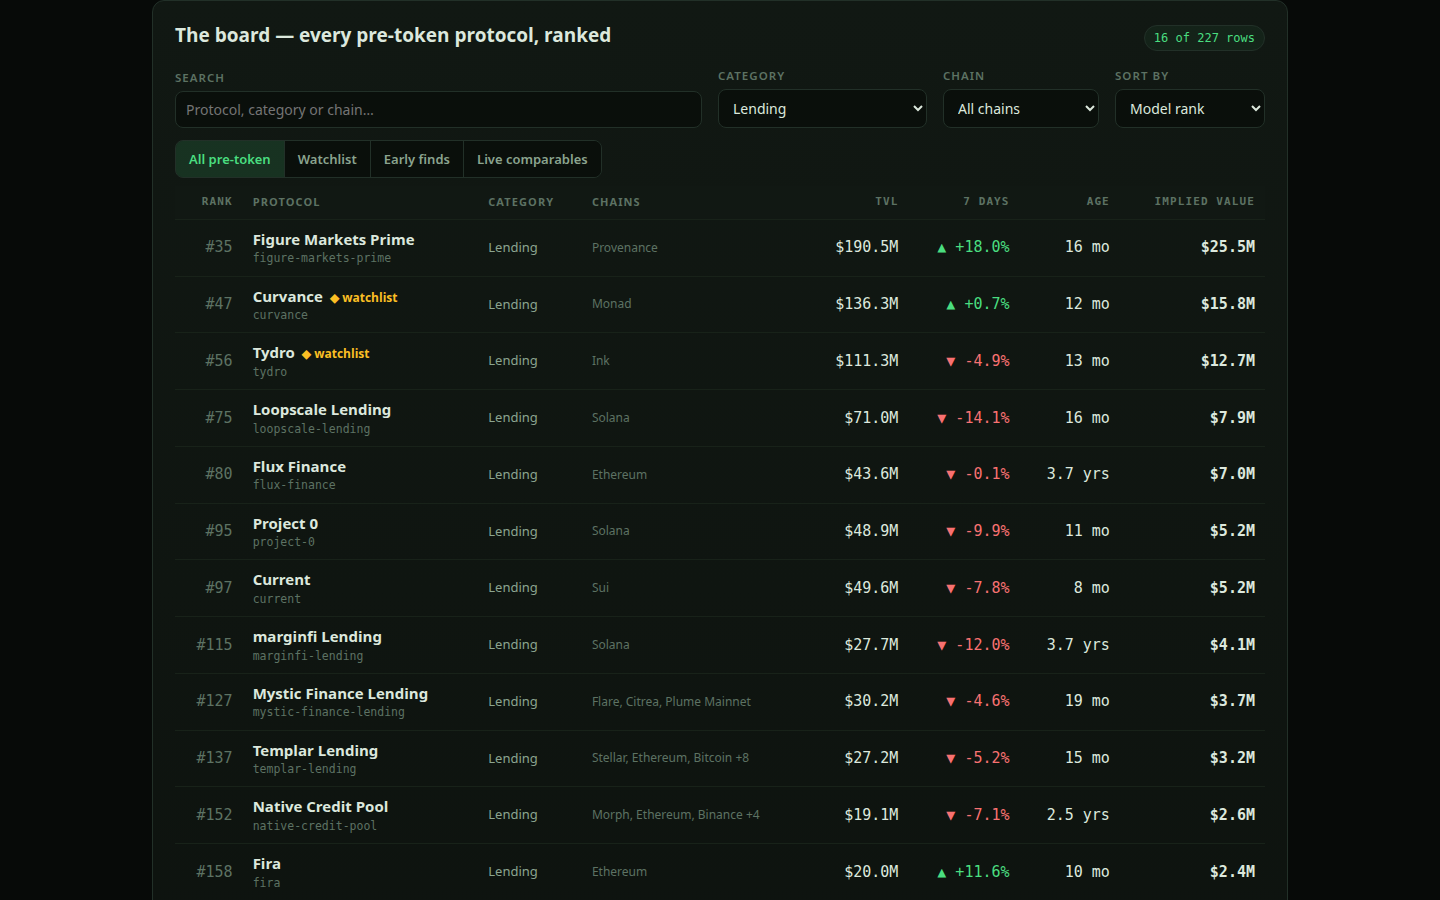 The board — every pre-token protocol, ranked
16 of 227 rows
SEARCH
CATEGORY
CHAIN
SORT BY
Protocol, category or chain...
Lending
All chains
Model rank
All pre-token
Watchlist
Early finds
Live comparables
RANK PROTOCOL CATEGORY CHAINS TVL 7 DAYS AGE IMPLIED VALUE
#35 Figure Markets Prime Lending Provenance $190.5M ▲ +18.0% 16 mo $25.5M
figure-markets-prime
#47 Curvance ◆ watchlist Lending Monad $136.3M ▲ +0.7% 12 mo $15.8M
curvance
#56 Tydro ◆ watchlist Lending Ink $111.3M ▼ -4.9% 13 mo $12.7M
tydro
#75 Loopscale Lending Lending Solana $71.0M ▼ -14.1% 16 mo $7.9M
loopscale-lending
#80 Flux Finance Lending Ethereum $43.6M ▼ -0.1% 3.7 yrs $7.0M
flux-finance
#95 Project 0 Lending Solana $48.9M ▼ -9.9% 11 mo $5.2M
project-0
#97 Current Lending Sui $49.6M ▼ -7.8% 8 mo $5.2M
current
#115 marginfi Lending Lending Solana $27.7M ▼ -12.0% 3.7 yrs $4.1M
marginfi-lending
#127 Mystic Finance Lending Lending Flare, Citrea, Plume Mainnet $30.2M ▼ -4.6% 19 mo $3.7M
mystic-finance-lending
#137 Templar Lending Lending Stellar, Ethereum, Bitcoin +8 $27.2M ▼ -5.2% 15 mo $3.2M
templar-lending
#152 Native Credit Pool Lending Morph, Ethereum, Binance +4 $19.1M ▼ -7.1% 2.5 yrs $2.6M
native-credit-pool
#158 Fira Lending Ethereum $20.0M ▲ +11.6% 10 mo $2.4M
fira